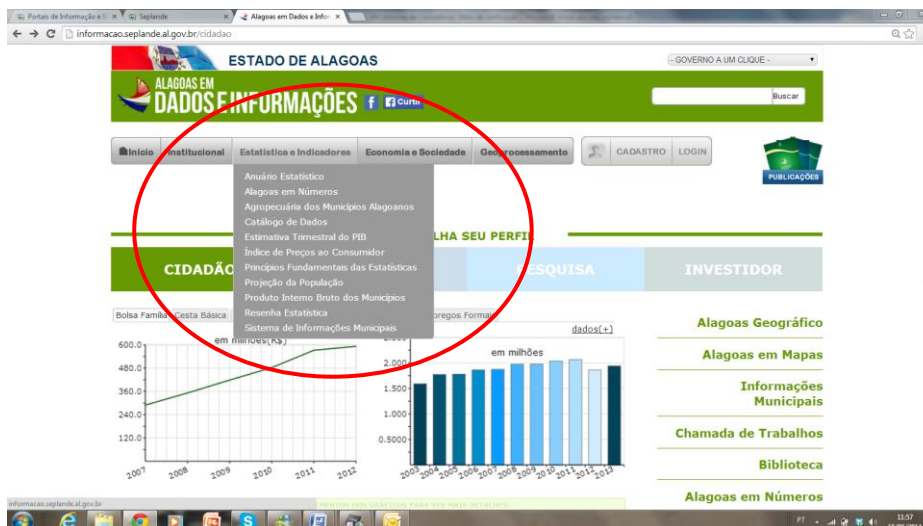 Portais de Informação e S
Seplande
Alagoas em Dados e Infor
informacao.seplande.al.gov.br/cidadao
ESTADO DE ALAGOAS
- GOVERNO A UM CLIQUE -
ALAGOAS EM
DADOS E INFORMAÇÕES
f Curtir
Buscar
Início Institucional Estatística e Indicadores Economia e Sociedade Geoprocessamento CADASTRO LOGIN
PUBLICAÇÕES
Anuário Estatístico
Alagoas em Números
Agropecuária dos Municípios Alagoanos
Catálogo de Dados
Estimativa Trimestral do PIB
Índice de Preços ao Consumidor
Princípios Fundamentais das Estatísticas
Projeção da População
Produto Interno Bruto dos Municípios
Resenha Estatística
Sistema de Informações Municipais
LHA SEU PERFIL
CIDADÃO PESQUISA INVESTIDOR
Bolsa Família Cesta Básica pregos Formais
dados(+)
em milhões(R$)
600.0
480.0
360.0
240.0
120.0
2007 2008 2009 2010 2011 2012
em milhões
2.000
1.500
1.000
0.5000
2003 2004 2005 2006 2007 2008 2009 2010 2011 2012 2013
Alagoas Geográfico
Alagoas em Mapas
Informações
Municipais
Chamada de Trabalhos
Biblioteca
Alagoas em Números
informacao.seplande.al.gov.br
PT
11:57